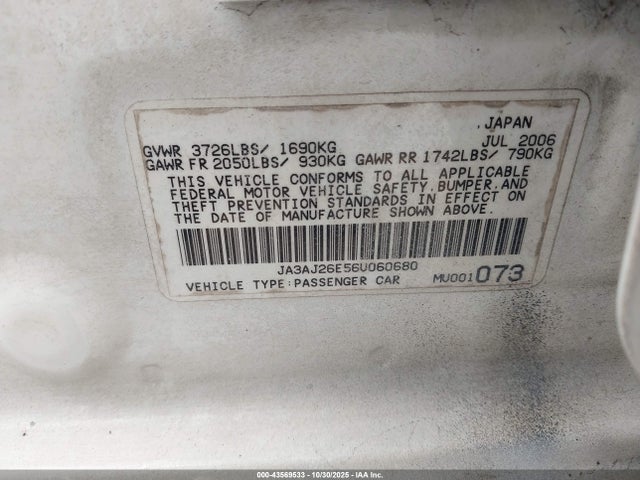 , JAPAN
GVWR 3726LBS/ 1690KG JUL 2006
GAWR FR 2050LBS/ 930KG GAWR RR 1742LBS/ 790KG
THIS VEHICLE CONFORMS TO ALL APPLICABLE
FEDERAL MOTOR VEHICLE SAFETY, BUMPER, AND
THEFT PREVENTION STANDARDS IN EFFECT ON
THE DATE OF MANUFACTURE SHOWN ABOVE.
JA3AJ26E56U060680
VEHICLE TYPE:PASSENGER CAR MU001073
000-43569533 - 10/30/2025 - IAA Inc.